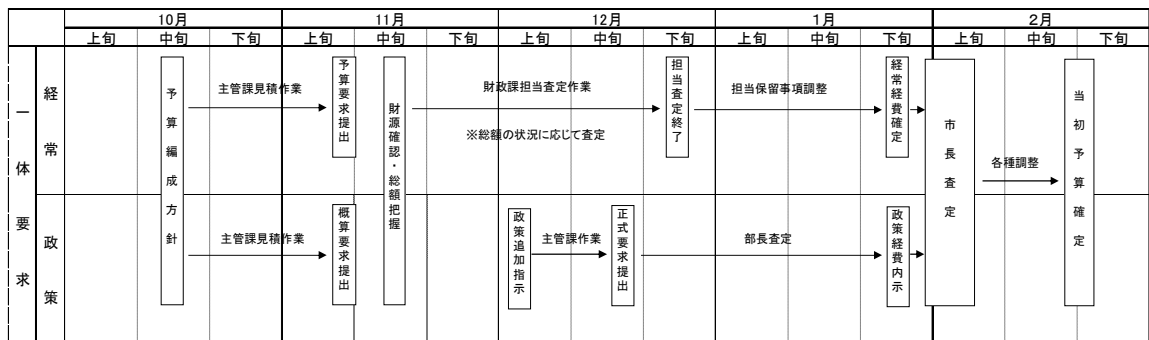 10月 11月 12月 1月 2月
上旬 中旬 下旬 上旬 中旬 下旬 上旬 中旬 下旬 上旬 中旬 下旬 上旬 中旬 下旬
一体要求
経常
予算編成方針
主管課見積作業
予算要求提出
財源確認・総額把握
財政課担当査定作業
※総額の状況に応じて査定
担当査定終了
担当保留事項調整
経常経費確定
市長査定
各種調整
当初予算確定
政策
主管課見積作業
概算要求提出
政策追加指示
主管課作業
正式要求提出
部長査定
政策経費内示